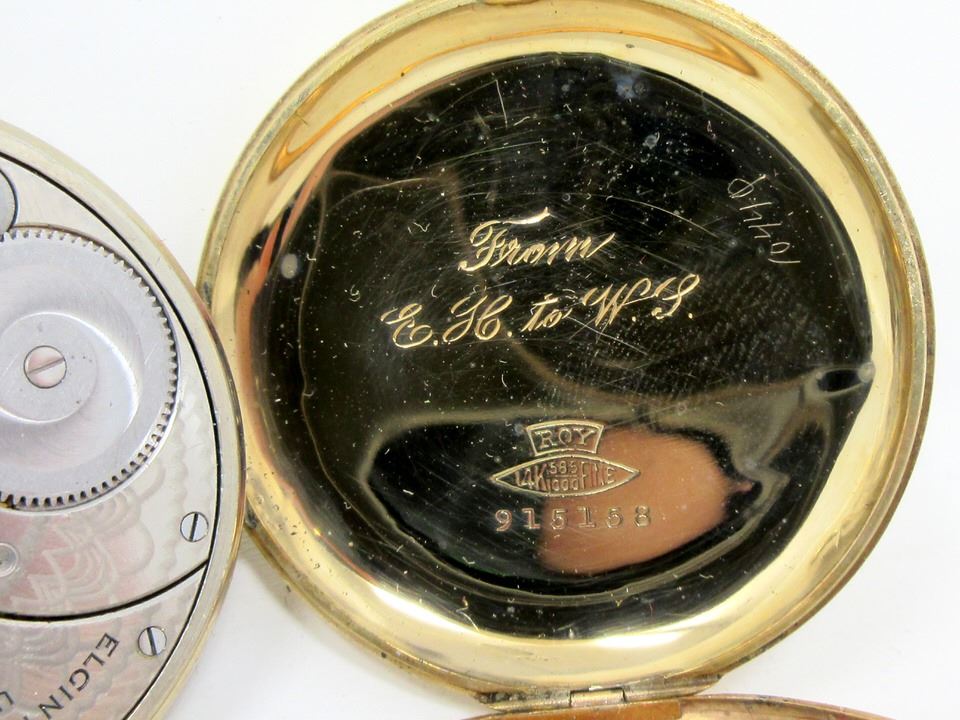 From
E. H. to W. S.
ROY
14K 585/1000 FINE
915158
ELGIN